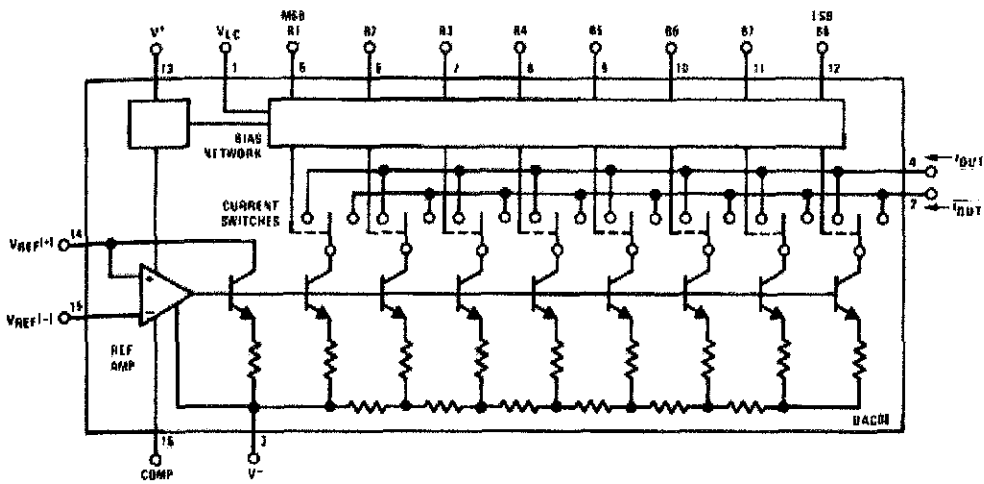 MSB LSB
V+ VLC B1 B2 B3 B4 B5 B6 B7 B8
13 1 5 6 7 8 9 10 11 12
BIAS
NETWORK
4 IOUT
CURRENT
SWITCHES
2 IOUT
14
VREF(+)
+
15
VREF(−)
−
REF
AMP
DAC08
16 3
COMP V−